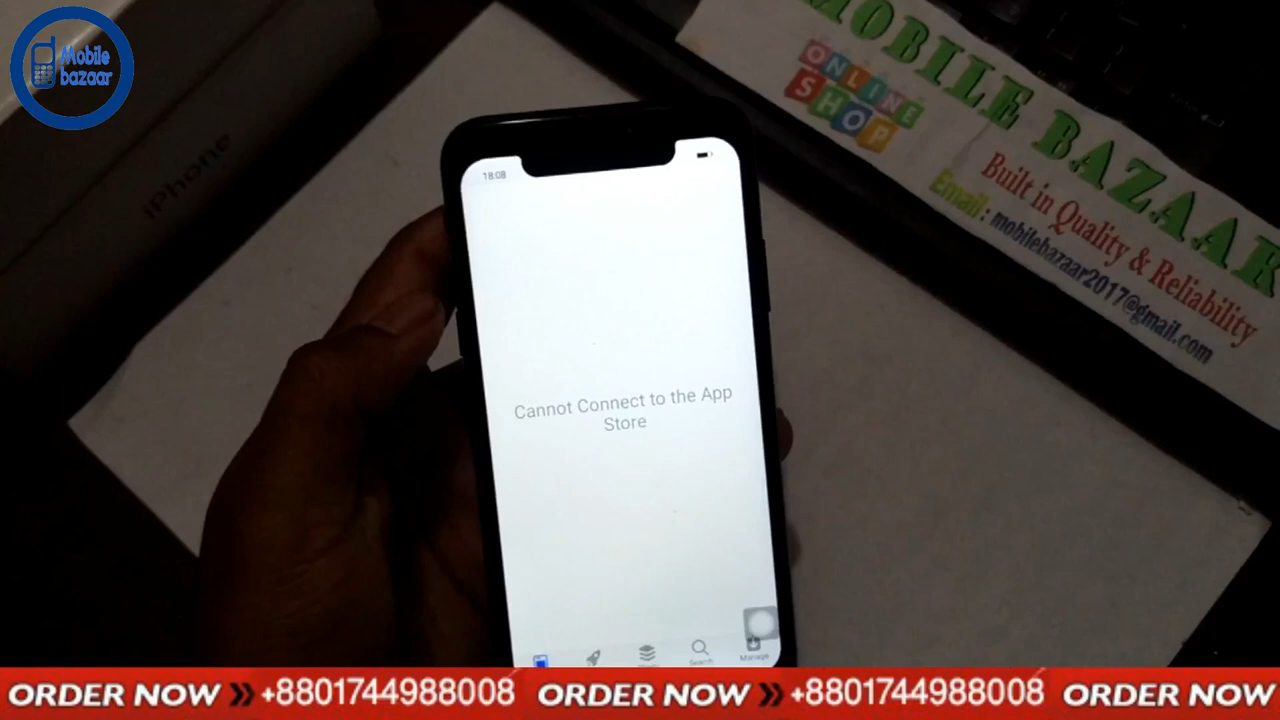 Mobile
bazaar
iPhone
MOBILE BAZAAR
ONLINE
SHOP
Built in Quality & Reliability
Email : mobilebazaar2017@gmail.com
18:08
Cannot Connect to the App
Store
Search
Manage
ORDER NOW +8801744988008 ORDER NOW +8801744988008 ORDER NOW